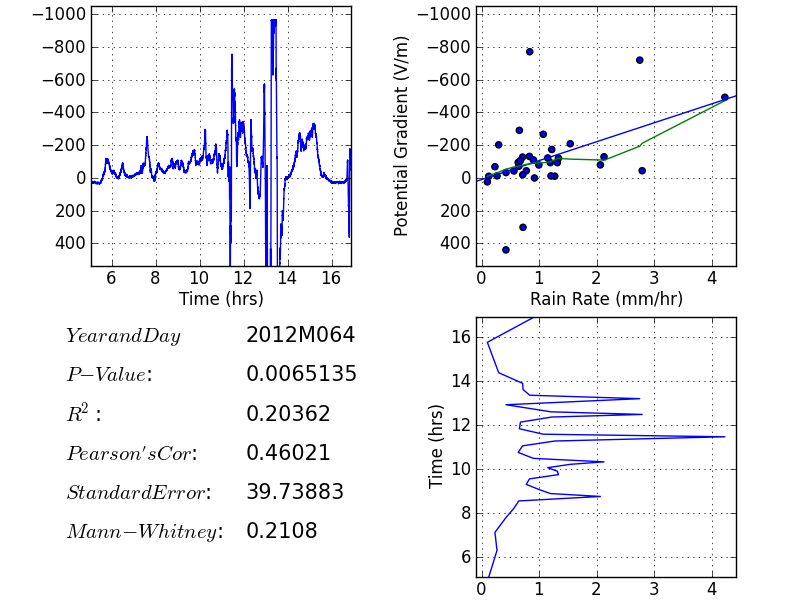 −1000
−800
−600
−400
−200
0
200
400
6 8 10 12 14 16
Time (hrs)
−1000
−800
−600
−400
−200
0
200
400
Potential Gradient (V/m)
0 1 2 3 4
Rain Rate (mm/hr)
YearandDay 2012M064
P−Value: 0.0065135
R²: 0.20362
Pearson'sCor: 0.46021
StandardError: 39.73883
Mann−Whitney: 0.2108
16
14
12
10
8
6
Time (hrs)
0 1 2 3 4